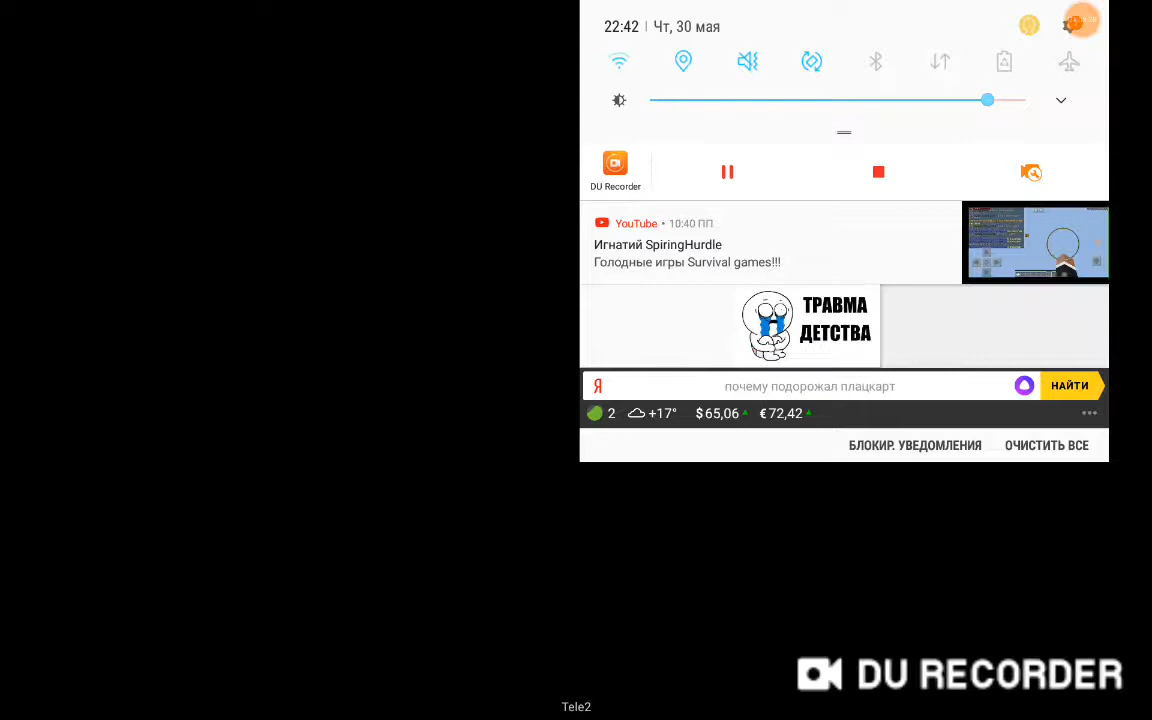 22:42 | Чт, 30 мая
DU Recorder
YouTube • 10:40 ПП
Игнатий SpiringHurdle
Голодные игры Survival games!!!
ТРАВМА
ДЕТСТВА
Я почему подорожал плацкарт НАЙТИ
2 +17° $ 65,06 € 72,42
БЛОКИР. УВЕДОМЛЕНИЯ ОЧИСТИТЬ ВСЕ
DU RECORDER
Tele2